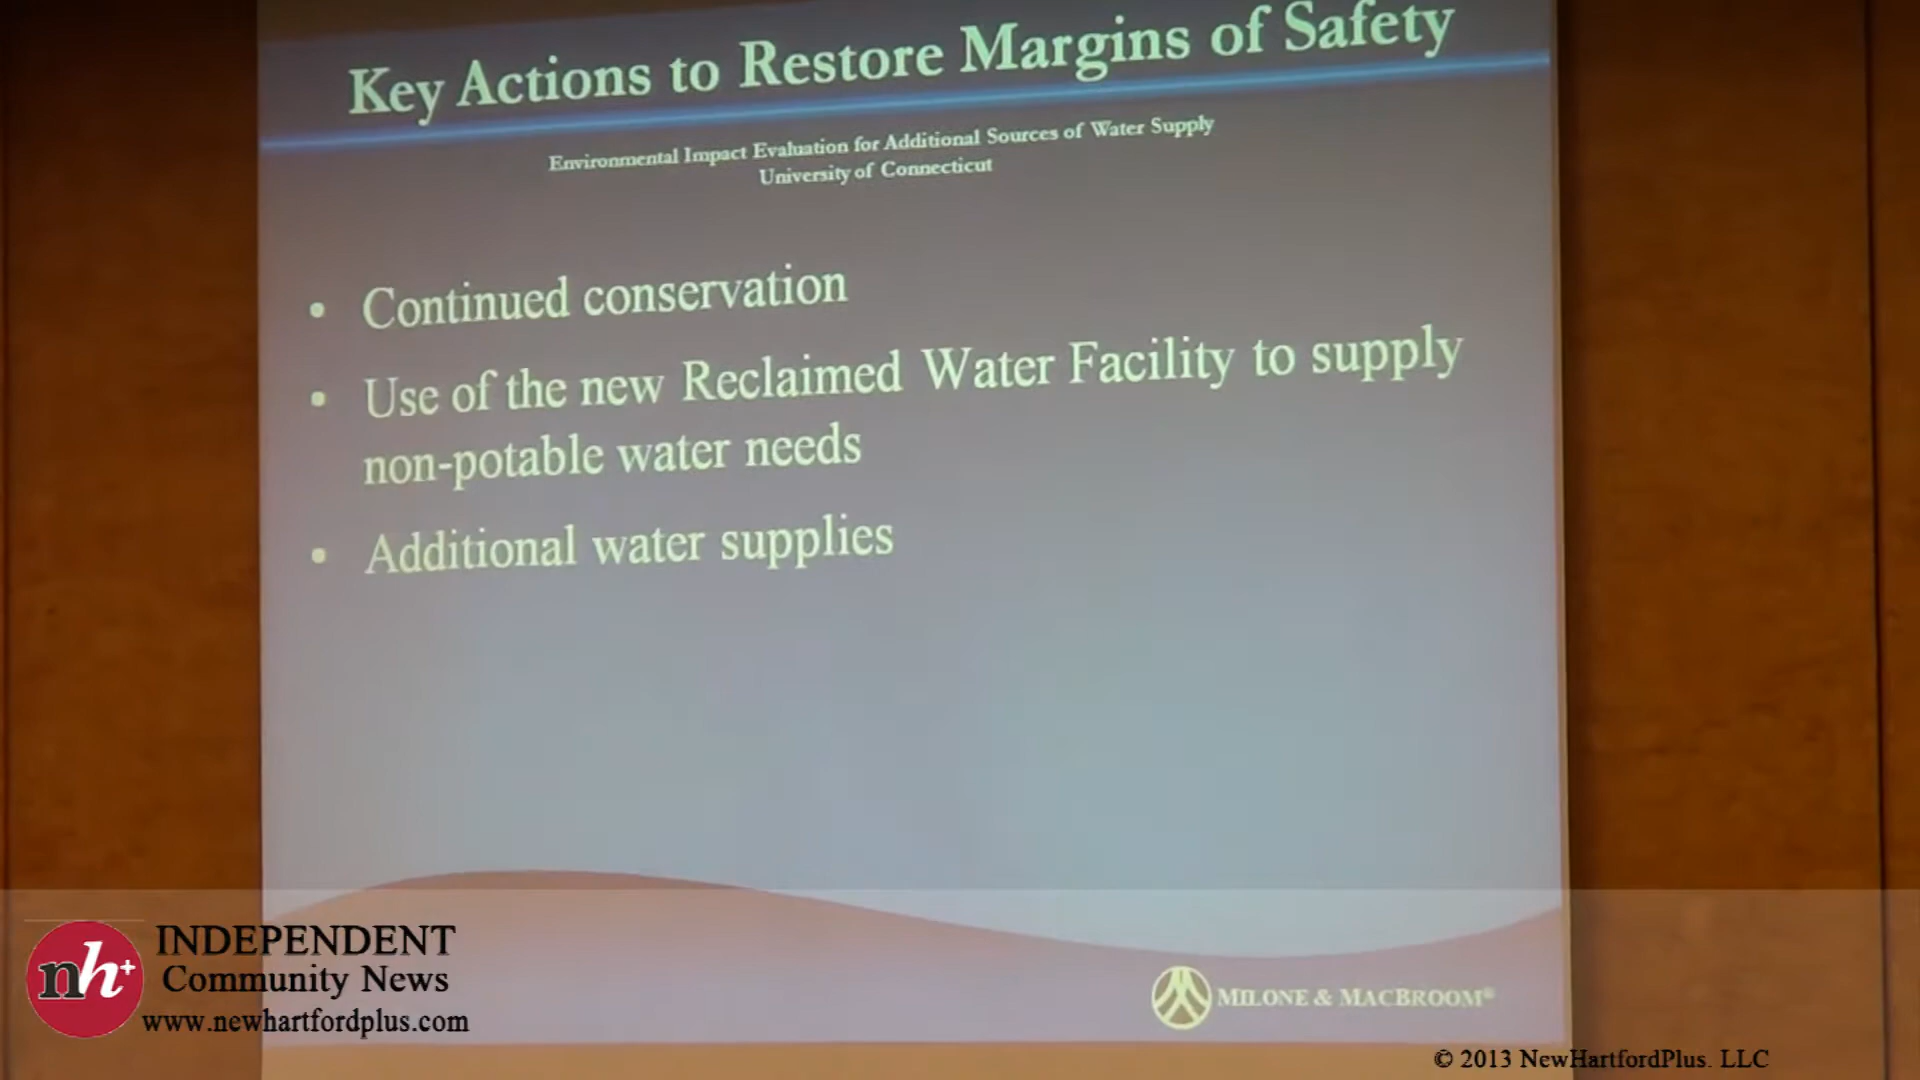 Key Actions to Restore Margins of Safety
Environmental Impact Evaluation for Additional Sources of Water Supply
University of Connecticut
• Continued conservation
• Use of the new Reclaimed Water Facility to supply
non-potable water needs
• Additional water supplies
MILONE & MACBROOM®
nh+
INDEPENDENT
Community News
www.newhartfordplus.com
© 2013 NewHartfordPlus. LLC